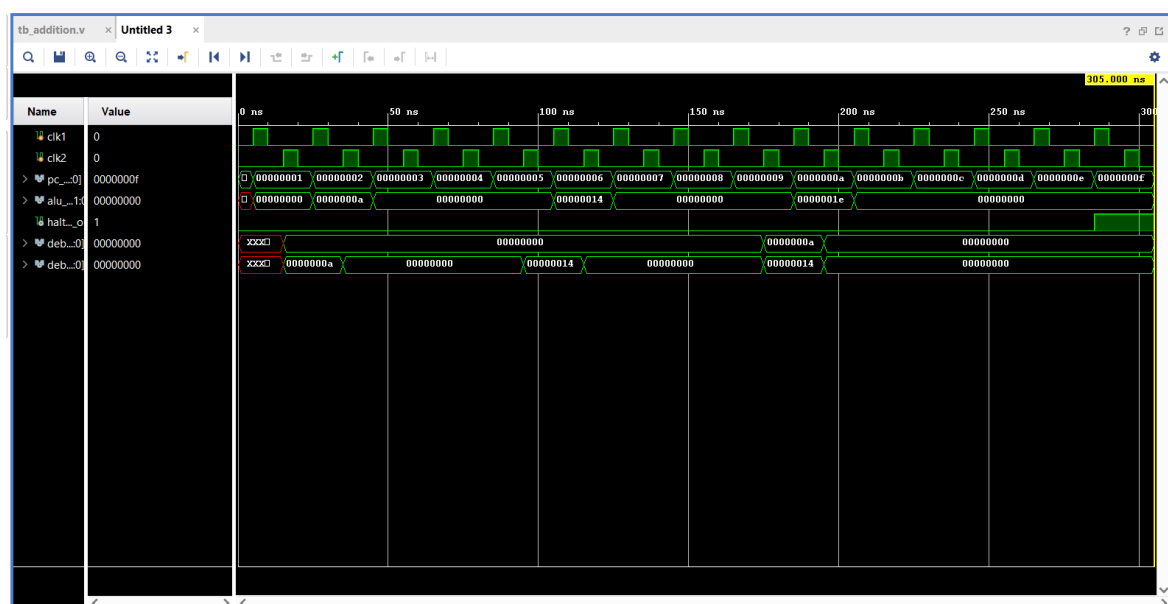 tb_addition.v × Untitled 3 ×
?
305.000 ns
Name Value
0 ns 50 ns 100 ns 150 ns 200 ns 250 ns 300
clk1 0
clk2 0
> pc_...:0] 0000000f 00000001 00000002 00000003 00000004 00000005 00000006 00000007 00000008 00000009 0000000a 0000000b 0000000c 0000000d 0000000e 0000000f
> alu_...1:0 00000000 00000000 0000000a 00000000 00000014 00000000 0000001e 00000000
halt..._o 1
> deb...:0] 00000000 XXX 00000000 0000000a 00000000
> deb...:0] 00000000 XXX 0000000a 00000000 00000014 00000000 00000014 00000000